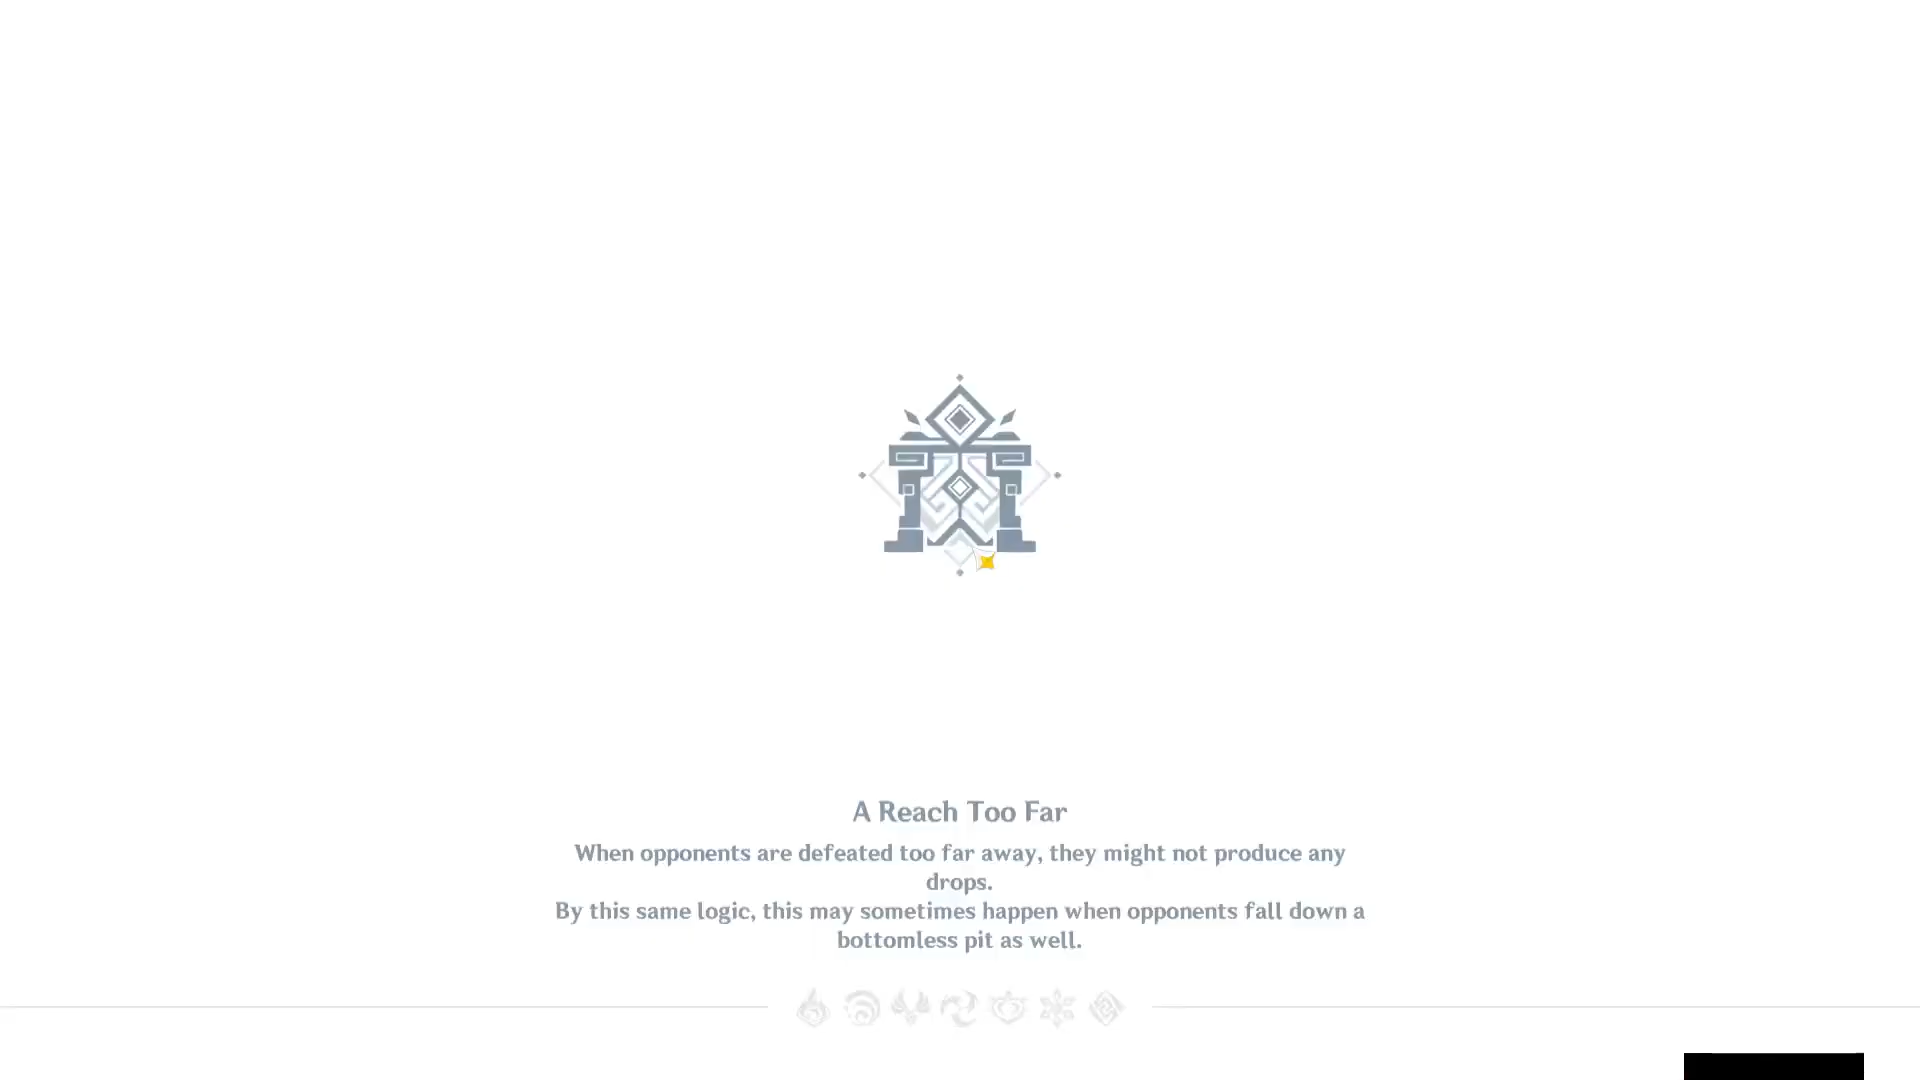 A Reach Too Far
When opponents are defeated too far away, they might not produce any
drops.
By this same logic, this may sometimes happen when opponents fall down a
bottomless pit as well.